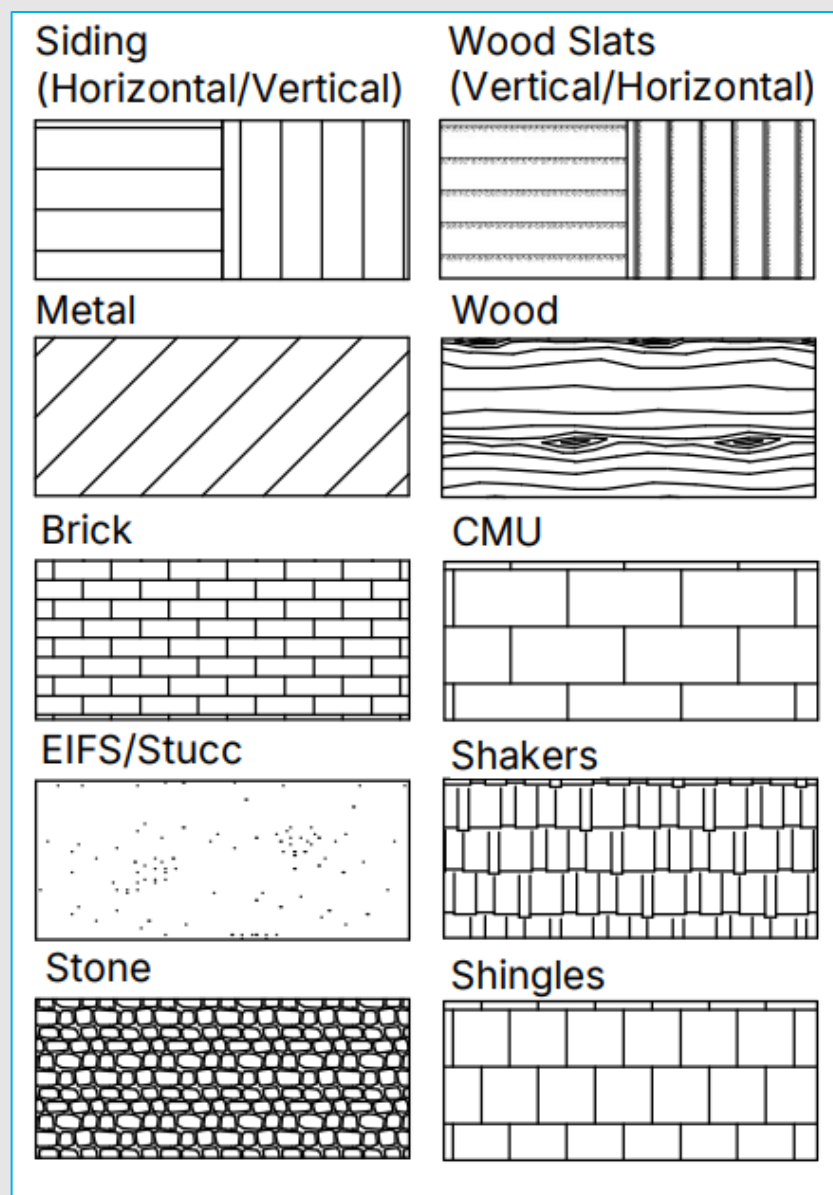 Siding
(Horizontal/Vertical)
Wood Slats
(Vertical/Horizontal)
Metal
Wood
Brick
CMU
EIFS/Stucc
Shakers
Stone
Shingles